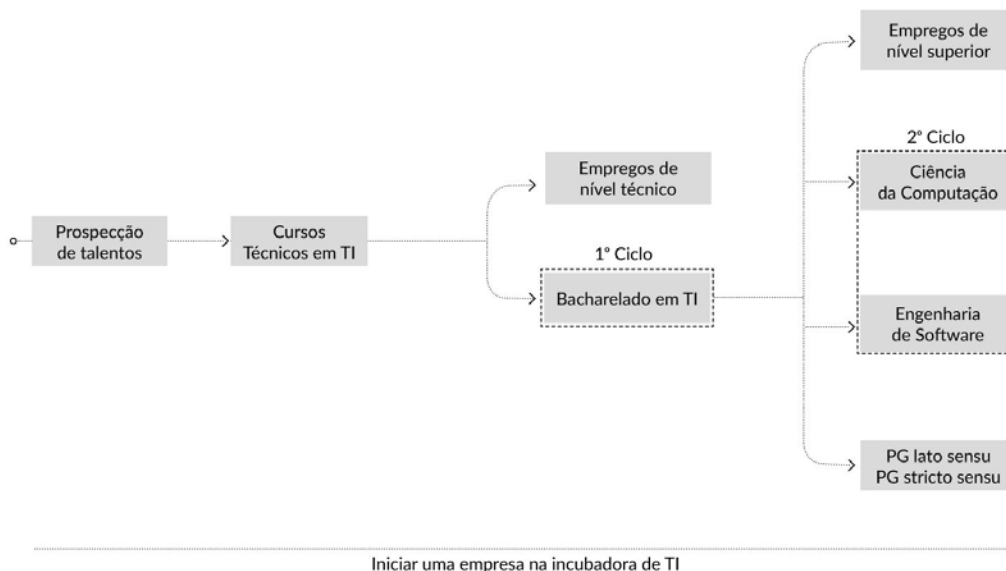 Prospecção
de talentos
Cursos
Técnicos em TI
Empregos de
nível técnico
1º Ciclo
Bacharelado em TI
Empregos de
nível superior
2º Ciclo
Ciência
da Computação
Engenharia
de Software
PG lato sensu
PG stricto sensu
Iniciar uma empresa na incubadora de TI